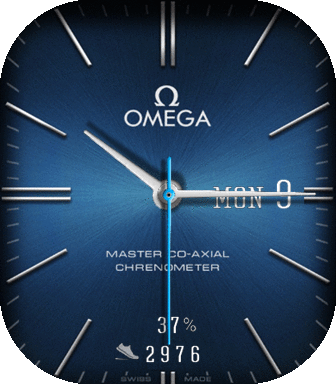 Ω
OMEGA
MON 9
MASTER CO-AXIAL
CHRENOMETER
37%
2976
SWISS MADE